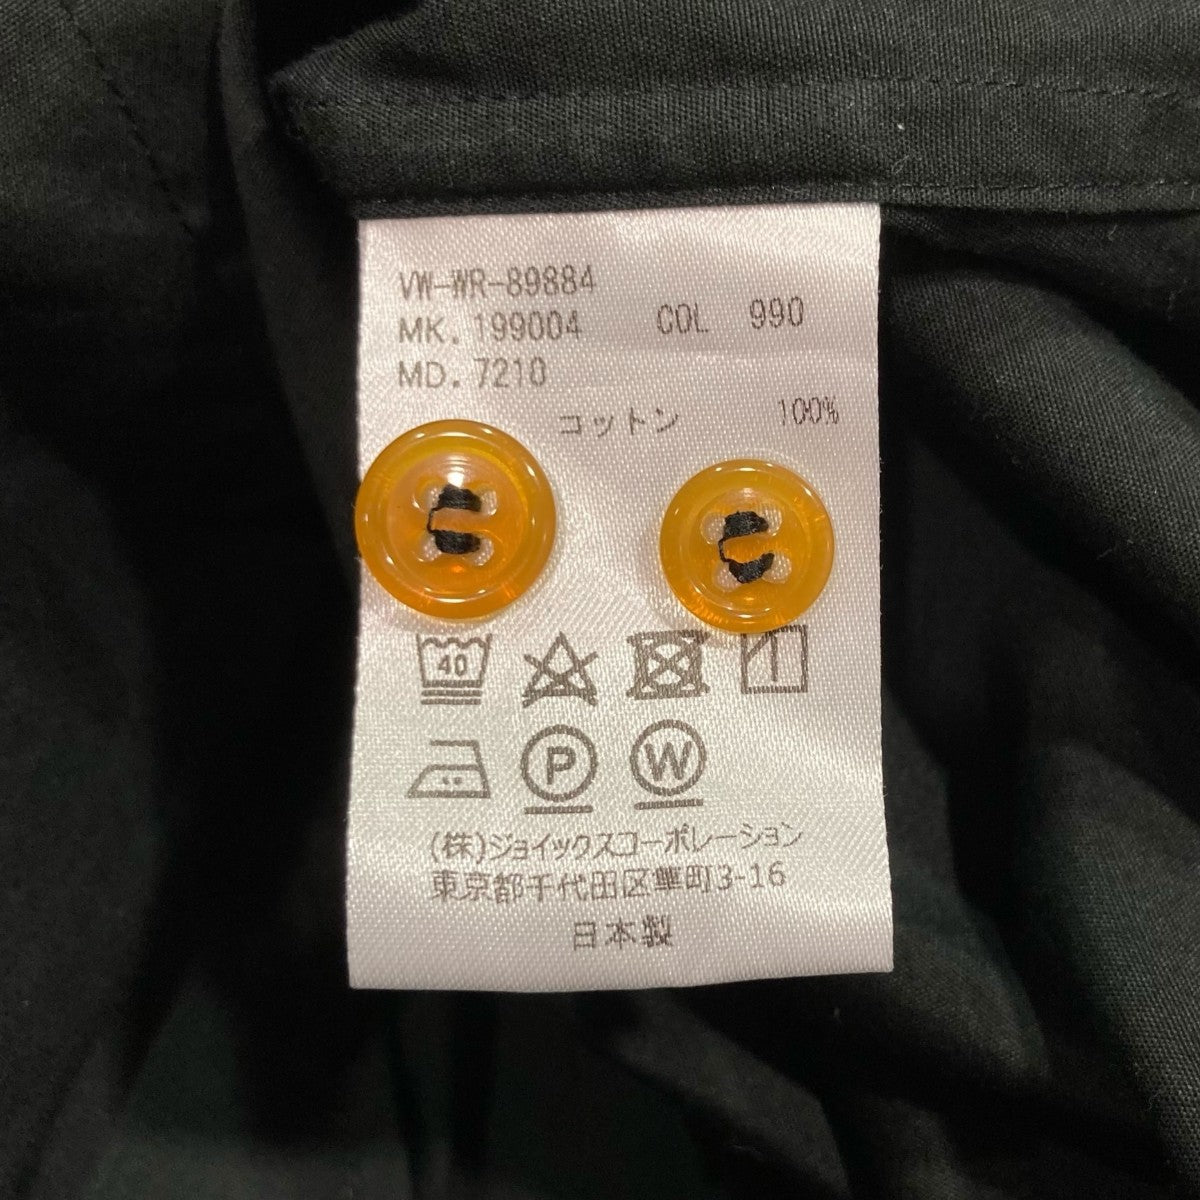 VW-WR-89884
MK. 199004 COL 990
MD. 7210
コットン 100%
40
P W
(株)ジョイックスコーポレーション
東京都千代田区隼町3-16
日本製